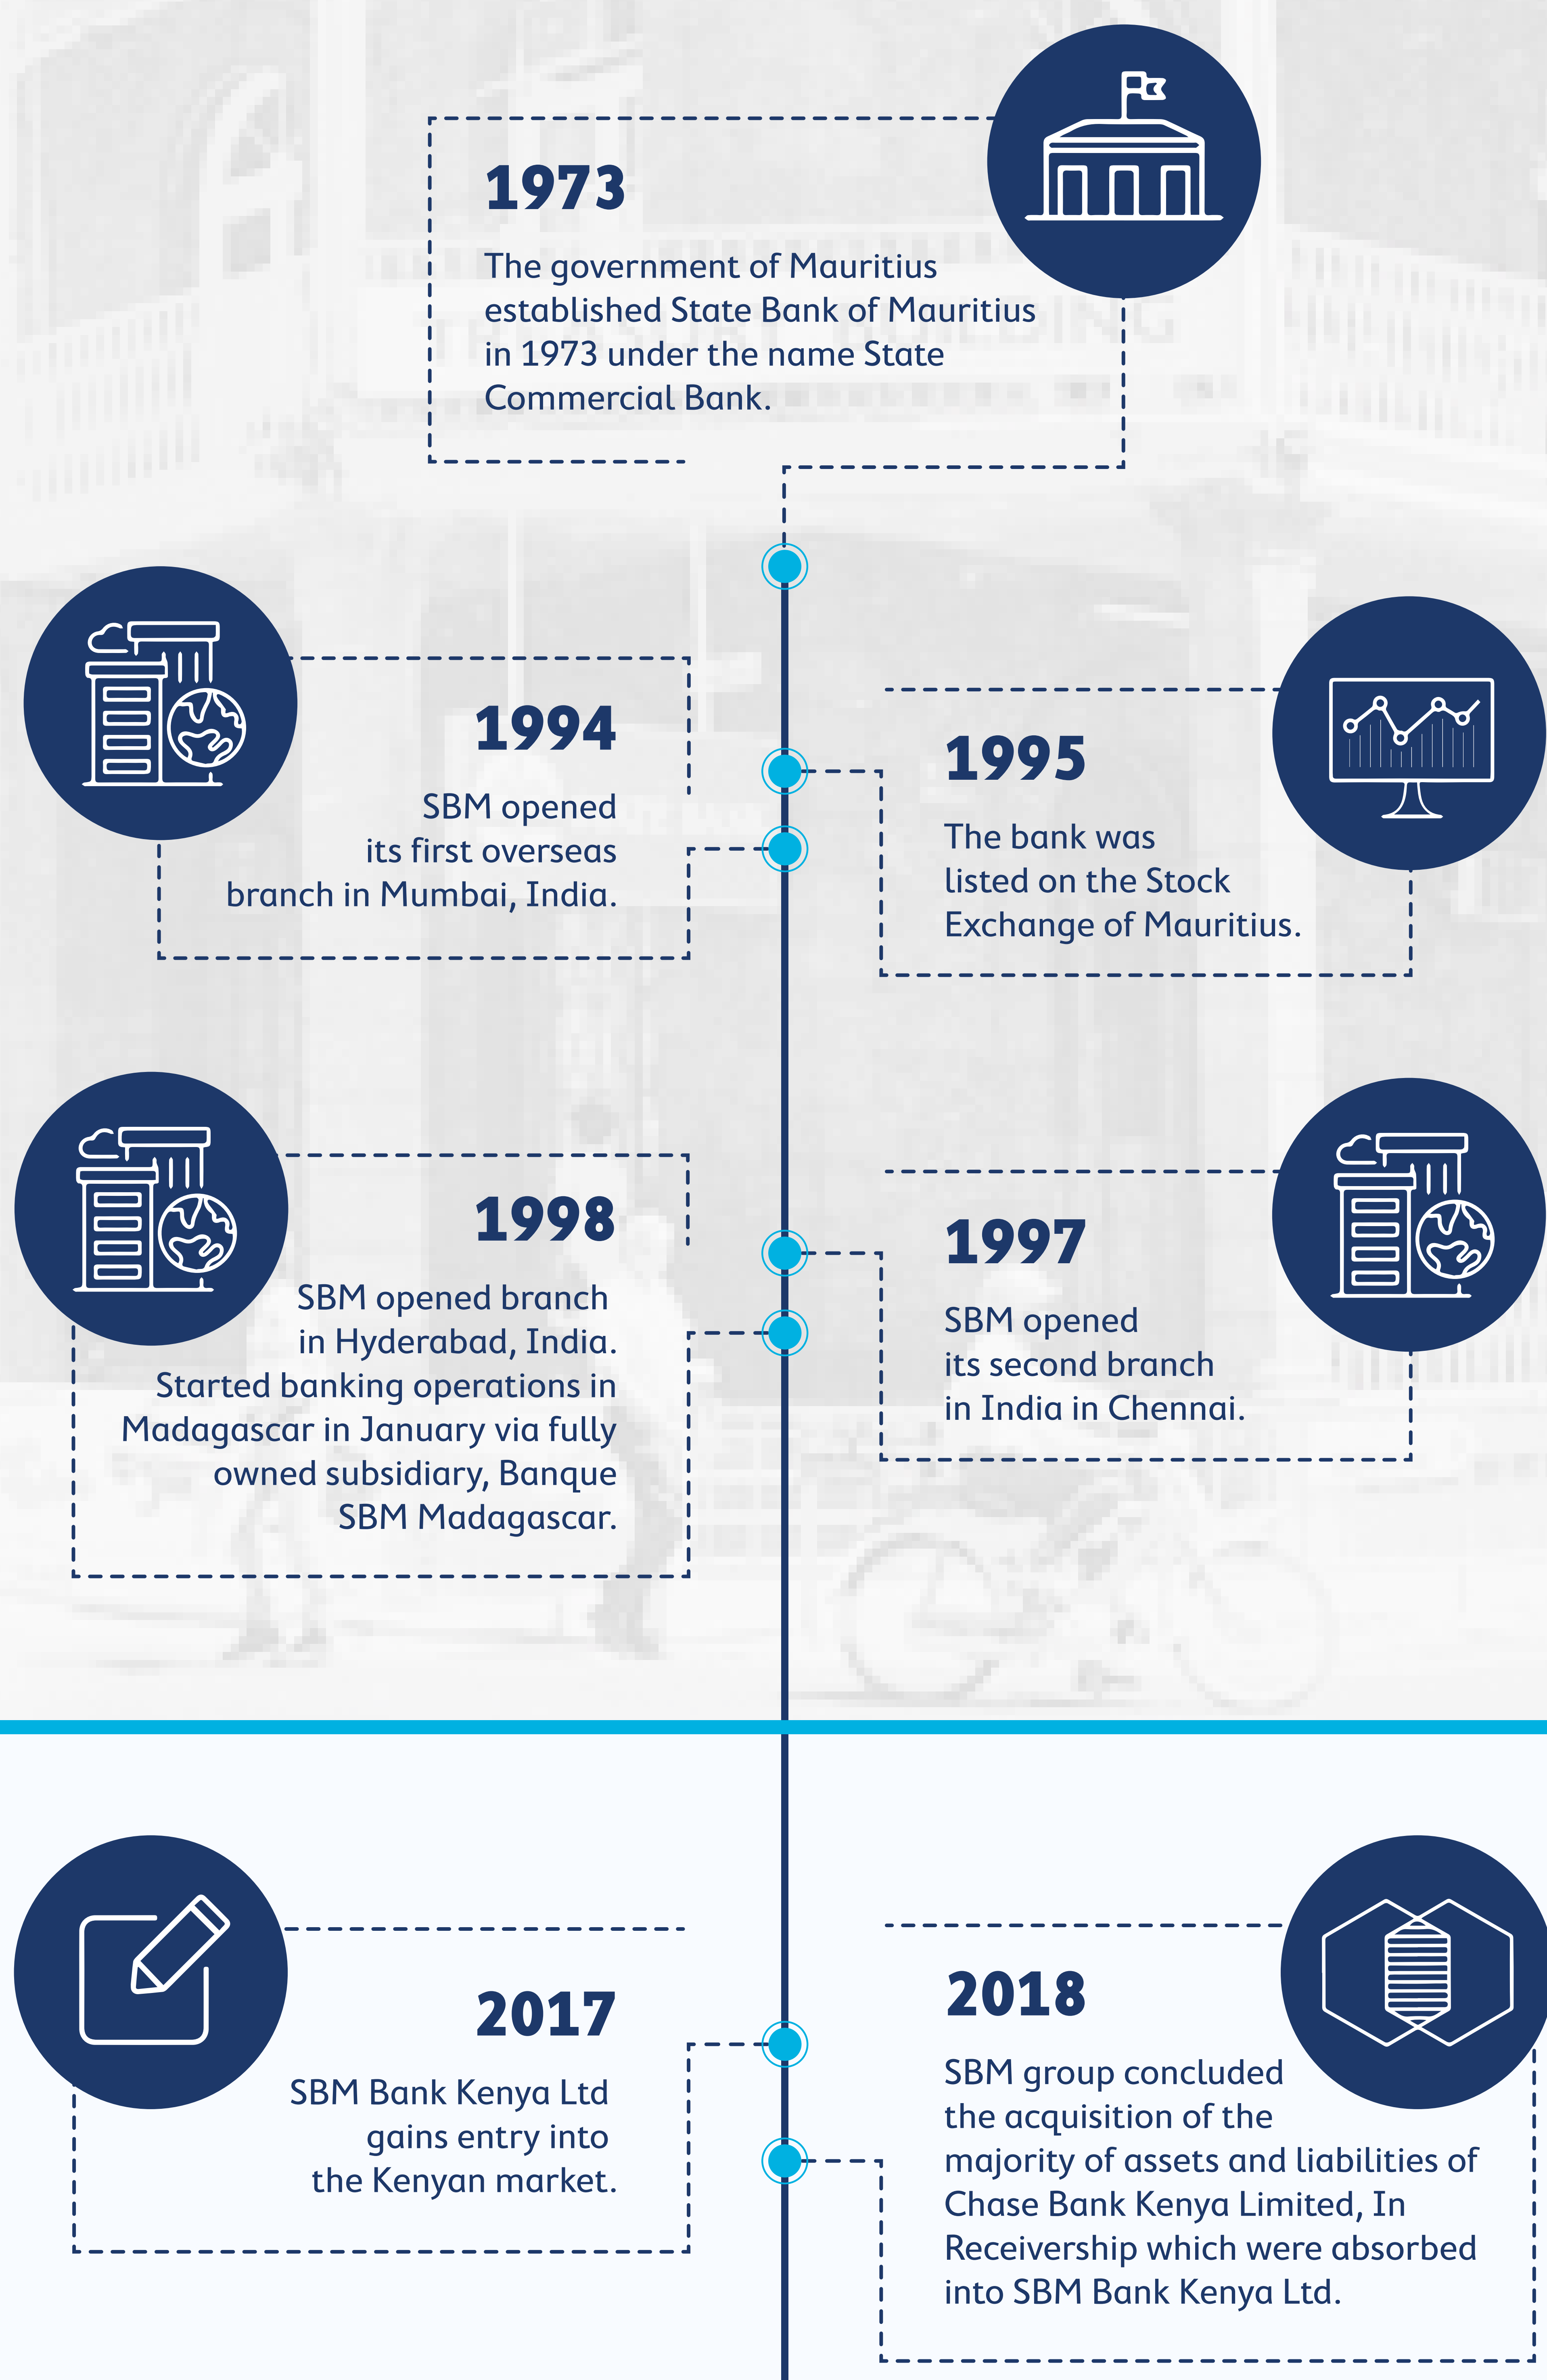 1973
The government of Mauritius
established State Bank of Mauritius
in 1973 under the name State
Commercial Bank.
1994
SBM opened
its first overseas
branch in Mumbai, India.
1995
The bank was
listed on the Stock
Exchange of Mauritius.
1998
SBM opened branch
in Hyderabad, India.
Started banking operations in
Madagascar in January via fully
owned subsidiary, Banque
SBM Madagascar.
1997
SBM opened
its second branch
in India in Chennai.
2017
SBM Bank Kenya Ltd
gains entry into
the Kenyan market.
2018
SBM group concluded
the acquisition of the
majority of assets and liabilities of
Chase Bank Kenya Limited, In
Receivership which were absorbed
into SBM Bank Kenya Ltd.